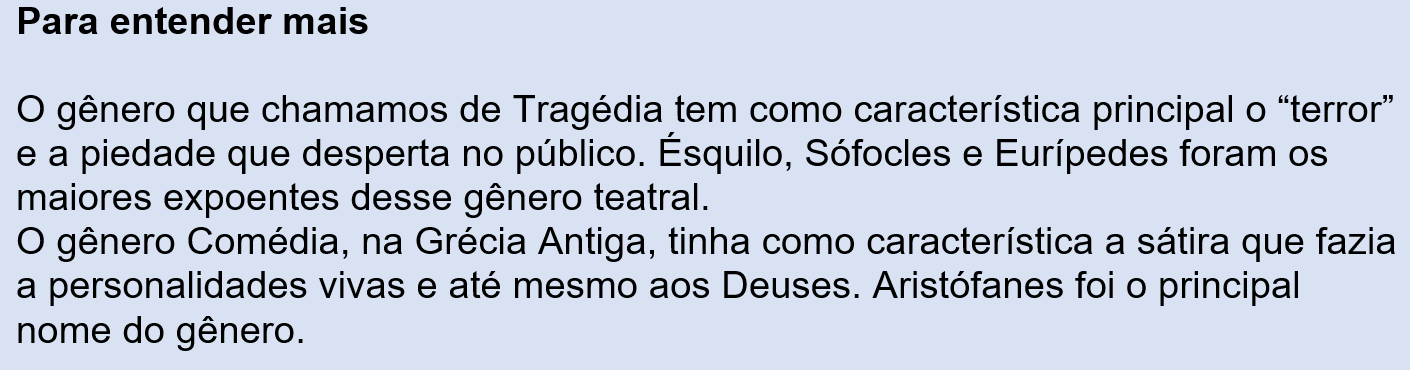 Para entender mais
O gênero que chamamos de Tragédia tem como característica principal o “terror”
e a piedade que desperta no público. Ésquilo, Sófocles e Eurípedes foram os
maiores expoentes desse gênero teatral.
O gênero Comédia, na Grécia Antiga, tinha como característica a sátira que fazia
a personalidades vivas e até mesmo aos Deuses. Aristófanes foi o principal
nome do gênero.